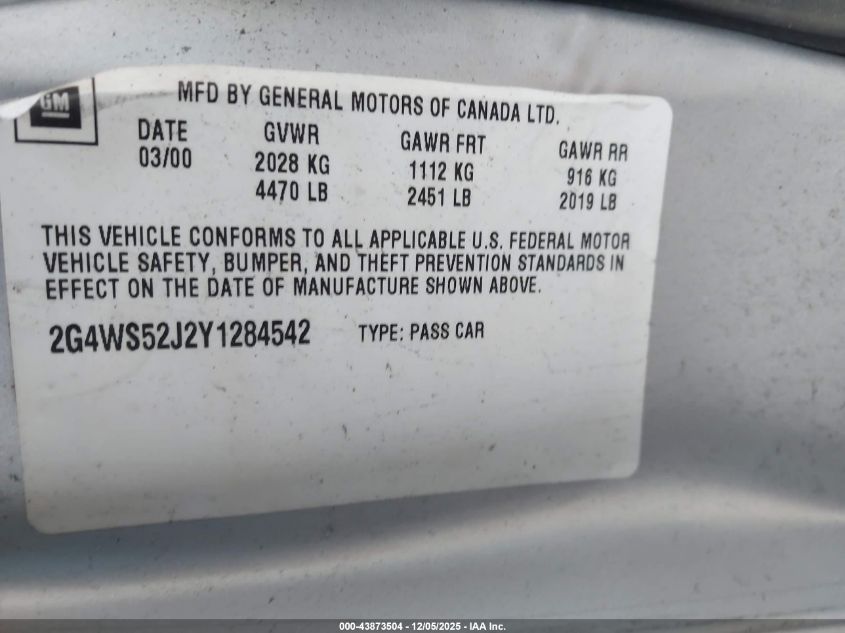 GM
MFD BY GENERAL MOTORS OF CANADA LTD.
DATE GVWR GAWR FRT GAWR RR
03/00 2028 KG 1112 KG 916 KG
4470 LB 2451 LB 2019 LB
THIS VEHICLE CONFORMS TO ALL APPLICABLE U.S. FEDERAL MOTOR
VEHICLE SAFETY, BUMPER, AND THEFT PREVENTION STANDARDS IN
EFFECT ON THE DATE OF MANUFACTURE SHOWN ABOVE.
2G4WS52J2Y1284542 TYPE: PASS CAR
000-43873504 - 12/05/2025 - IAA Inc.